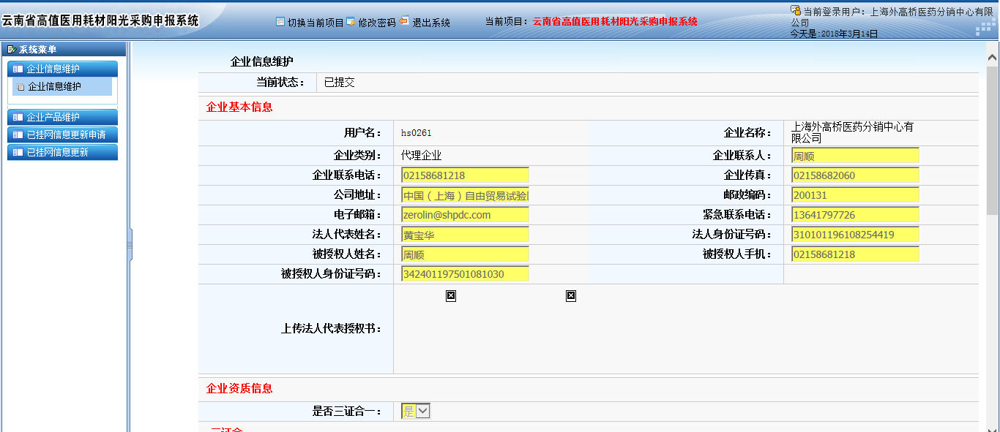 云南省高值医用耗材阳光采购申报系统
切换当前项目 修改密码 退出系统
当前项目：云南省高值医用耗材阳光采购申报系统
当前登录用户：上海外高桥医药分销中心有限
公司
今天是:2018年3月14日
系统菜单
企业信息维护
企业信息维护
企业产品维护
已挂网信息更新申请
已挂网信息更新
企业信息维护
当前状态： 已提交
企业基本信息
用户名： hs0261 企业名称： 上海外高桥医药分销中心有
限公司
企业类别： 代理企业 企业联系人： 周顺
企业联系电话： 02158681218 企业传真： 02158682060
公司地址： 中国（上海）自由贸易试验 邮政编码： 200131
电子邮箱： zerolin@shpdc.com 紧急联系电话： 13641797726
法人代表姓名： 黄宝华 法人身份证号码： 310101196108254419
被授权人姓名： 周顺 被授权人手机： 02158681218
被授权人身份证号码： 342401197501081030
上传法人代表授权书：
企业资质信息
是否三证合一： 是
三证合